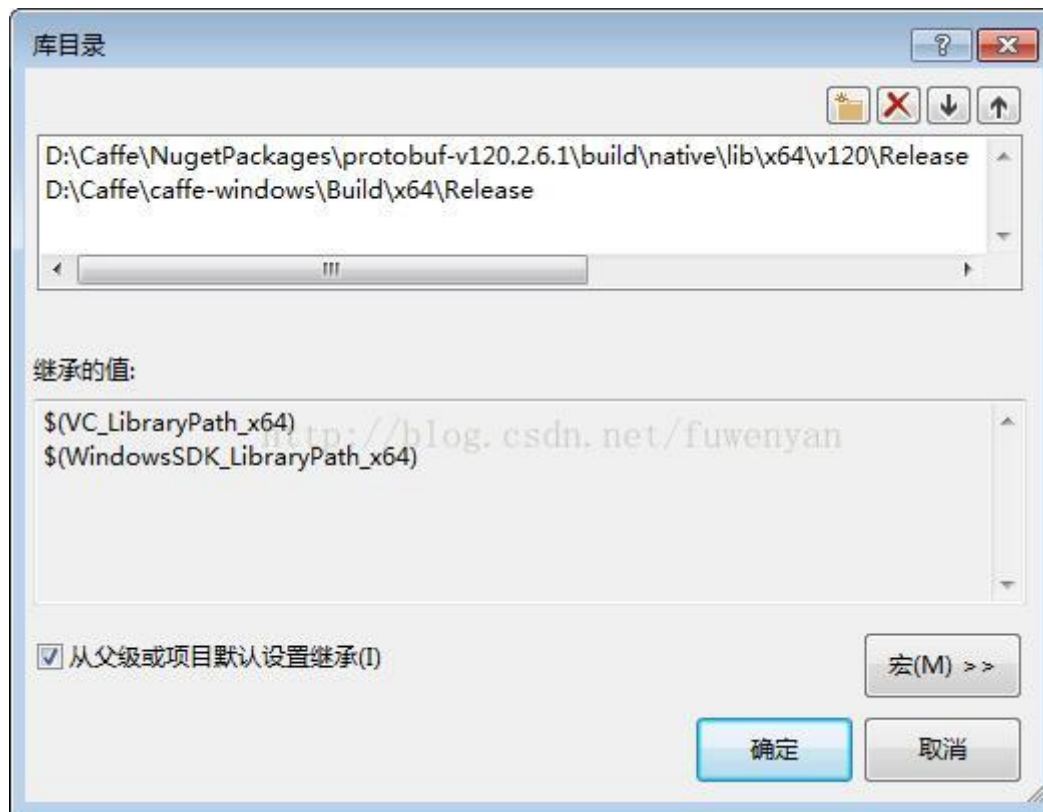 库目录
D:\Caffe\NugetPackages\protobuf-v120.2.6.1\build\native\lib\x64\v120\Release
D:\Caffe\caffe-windows\Build\x64\Release
继承的值:
$(VC_LibraryPath_x64)
http://blog.csdn.net/fuwenyan
$(WindowsSDK_LibraryPath_x64)
从父级或项目默认设置继承(I)
宏(M) >>
确定
取消